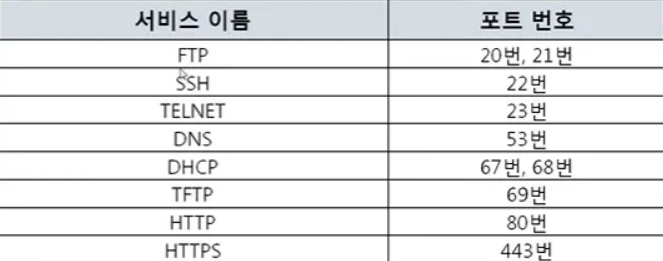 서비스 이름 포트 번호
FTP 20번, 21번
SSH 22번
TELNET 23번
DNS 53번
DHCP 67번, 68번
TFTP 69번
HTTP 80번
HTTPS 443번